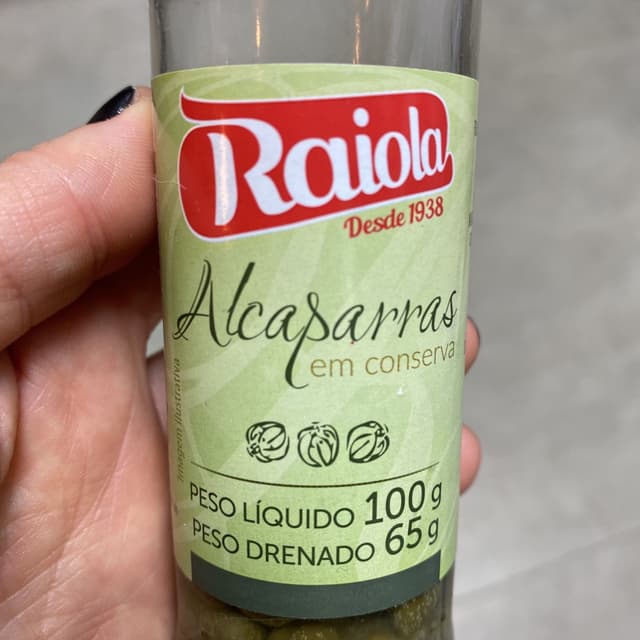 Raiola
Desde 1938
Alcaparras
em conserva
*Imagem ilustrativa
PESO LÍQUIDO 100 g
PESO DRENADO 65 g